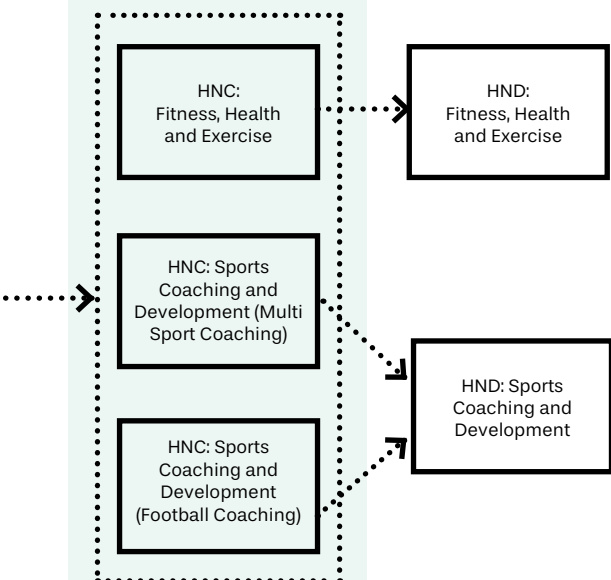 HNC:
Fitness, Health
and Exercise
HND:
Fitness, Health
and Exercise
HNC: Sports
Coaching and
Development (Multi
Sport Coaching)
HND: Sports
Coaching and
Development
HNC: Sports
Coaching and
Development
(Football Coaching)